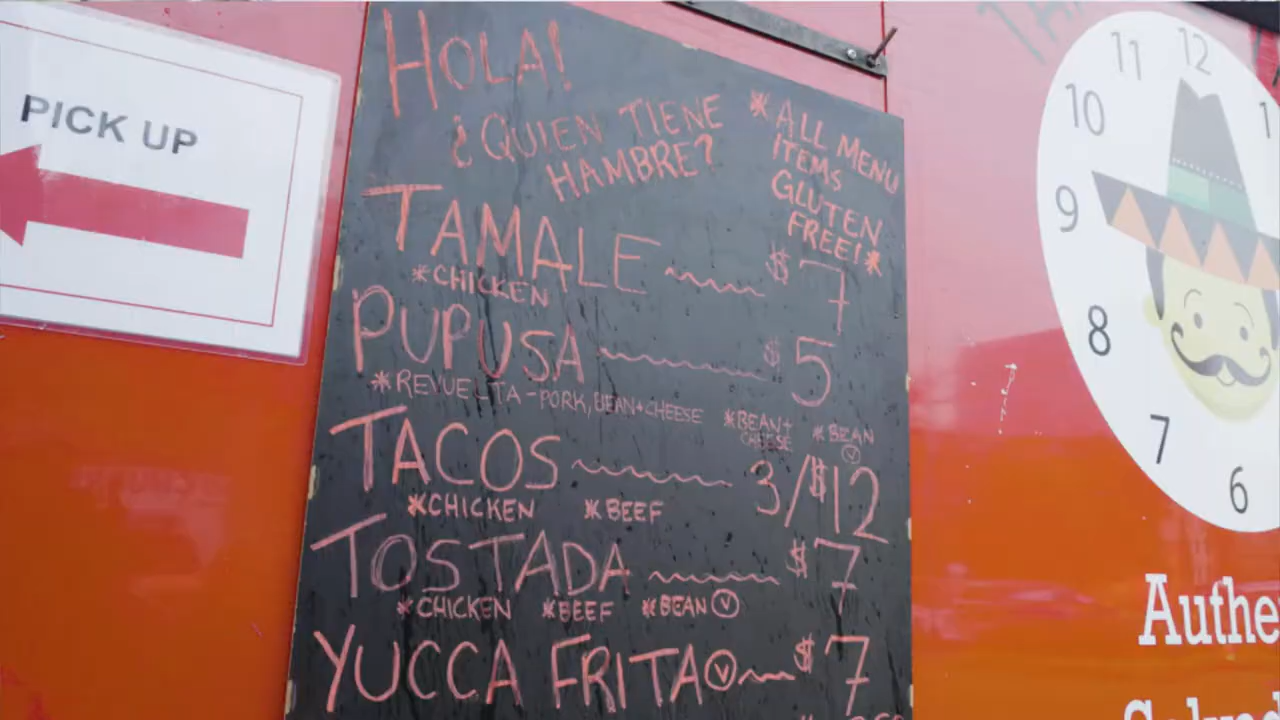 PICK UP
HOLA!
¿QUIEN TIENE
HAMBRE?
*ALL MENU
ITEMS
GLUTEN
FREE!*
TAMALE $7
*CHICKEN
PUPUSA $5
*REVUELTA-PORK, BEAN+CHEESE *BEAN+
CHEESE
*BEAN
V
TACOS 3/$12
*CHICKEN *BEEF
TOSTADA $7
*CHICKEN *BEEF *BEAN V
YUCCA FRITA V $7
12
11
1
10
9
8
7
6
Authe